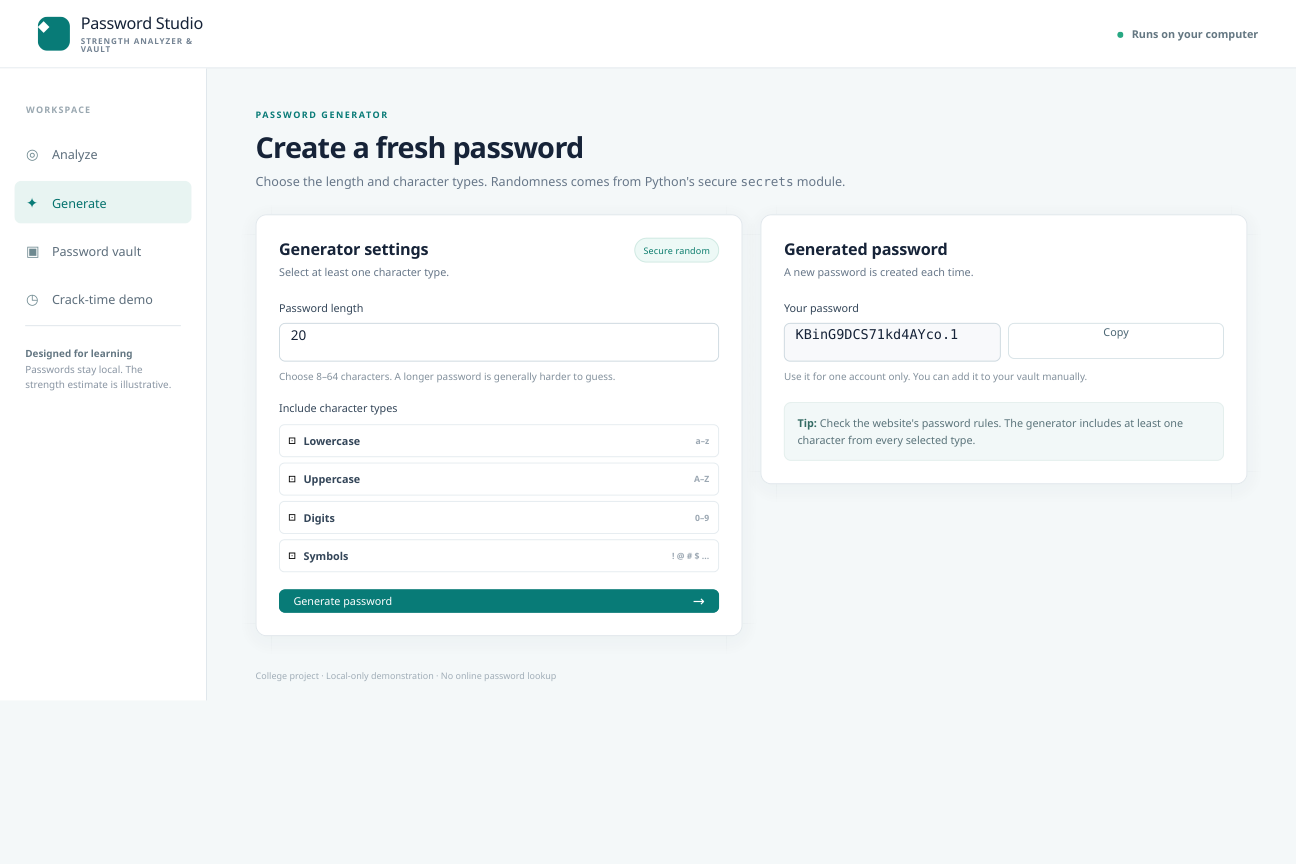 Password Studio
STRENGTH ANALYZER &
VAULT
Runs on your computer
WORKSPACE
Analyze
Generate
Password vault
Crack-time demo
Designed for learning
Passwords stay local. The
strength estimate is illustrative.
PASSWORD GENERATOR
Create a fresh password
Choose the length and character types. Randomness comes from Python's secure secrets module.
Generator settings
Secure random
Select at least one character type.
Password length
20
Choose 8–64 characters. A longer password is generally harder to guess.
Include character types
Lowercase a–z
Uppercase A–Z
Digits 0–9
Symbols ! @ # $ ...
Generate password →
Generated password
A new password is created each time.
Your password
KBinG9DCS71kd4AYco.1
Copy
Use it for one account only. You can add it to your vault manually.
Tip: Check the website's password rules. The generator includes at least one
character from every selected type.
College project · Local-only demonstration · No online password lookup